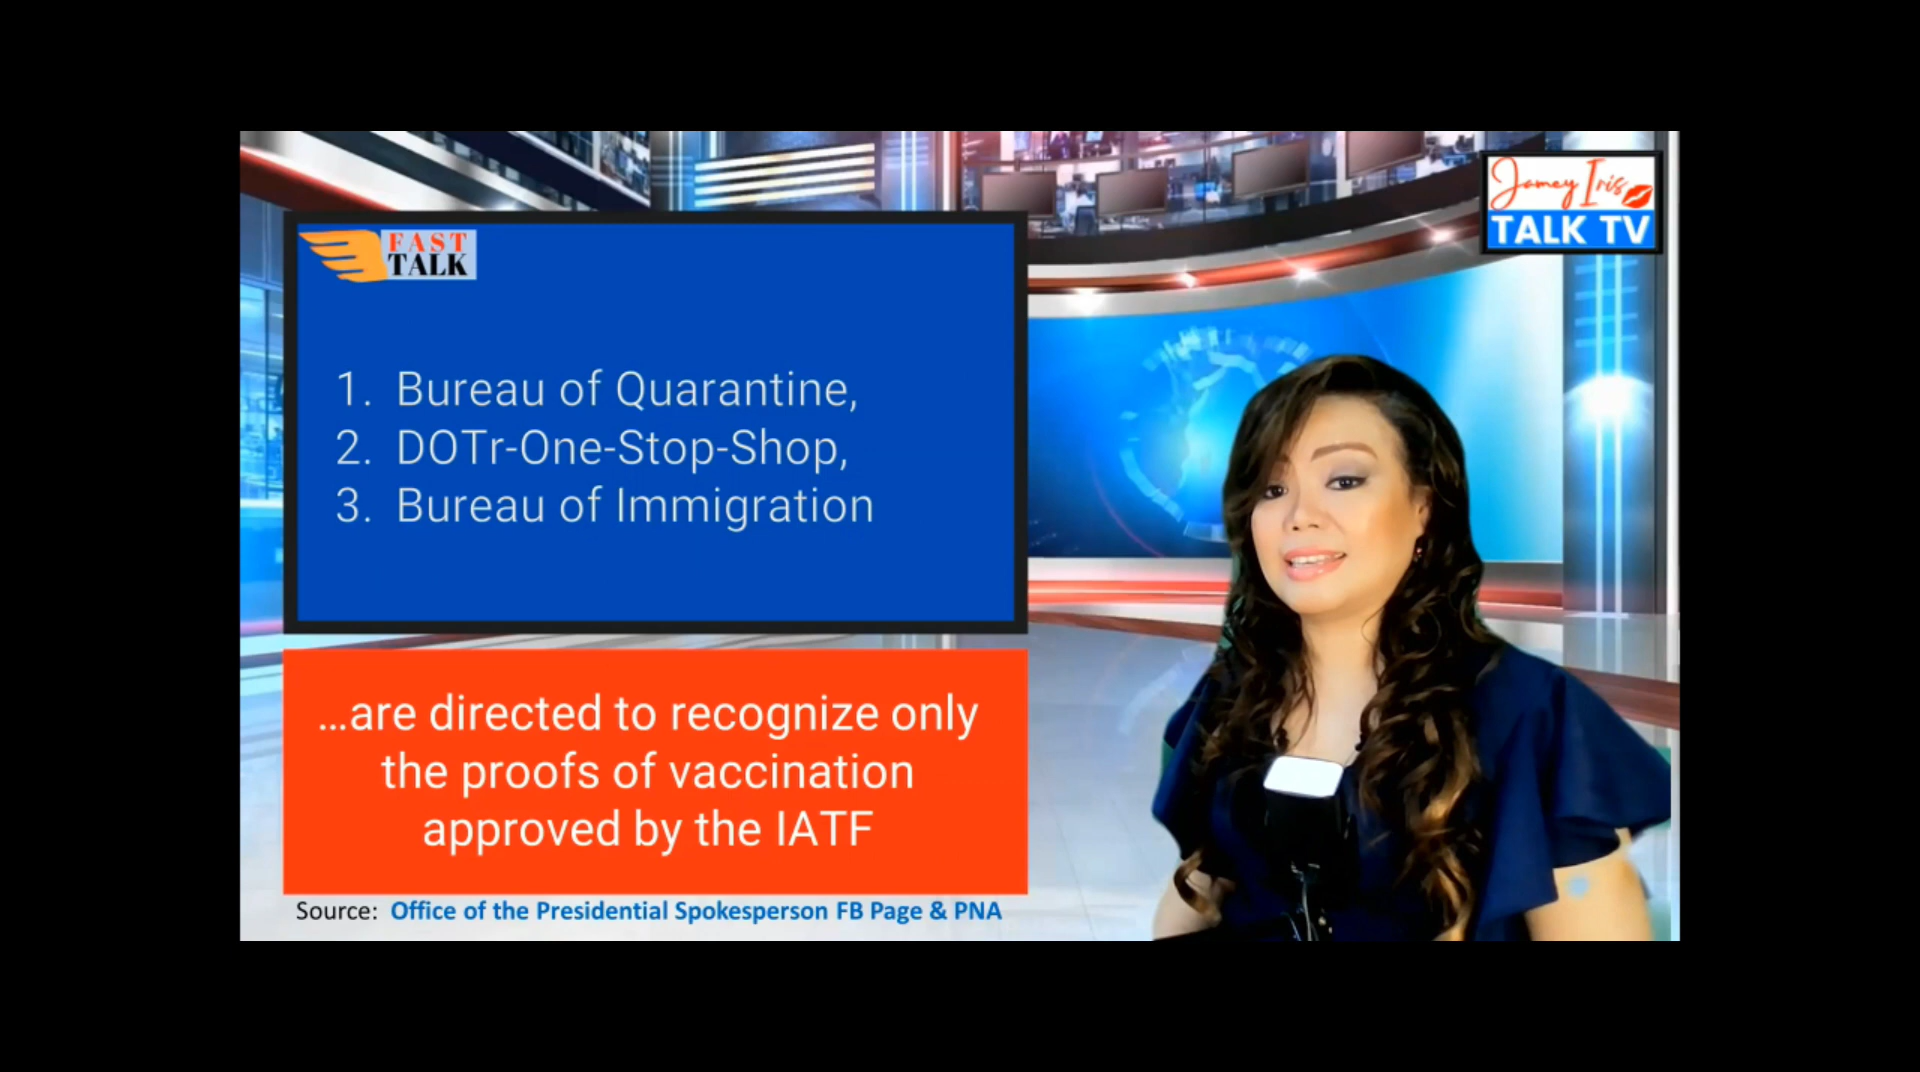 Jamey Iris
TALK TV
FAST
TALK
1. Bureau of Quarantine,
2. DOTr-One-Stop-Shop,
3. Bureau of Immigration
...are directed to recognize only
the proofs of vaccination
approved by the IATF
Source: Office of the Presidential Spokesperson FB Page & PNA